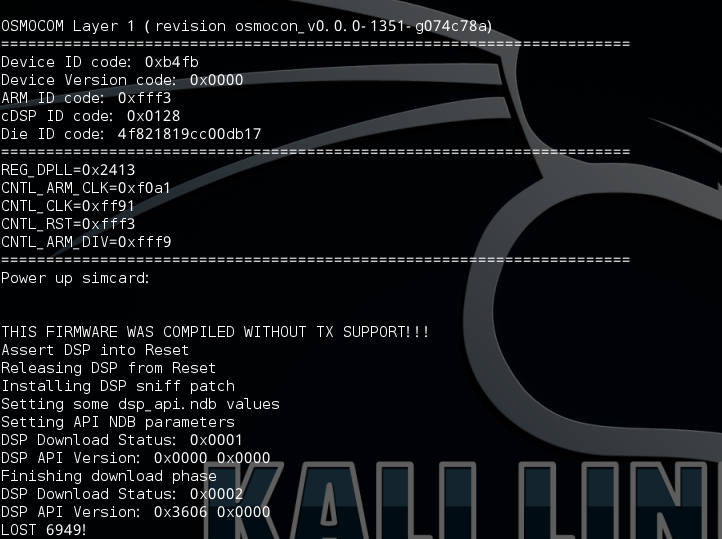 OSMOCOM Layer 1 (revision osmocon_v0.0.0-1351-g074c78a)
======================================================================
Device ID code: 0xb4fb
Device Version code: 0x0000
ARM ID code: 0xfff3
cDSP ID code: 0x0128
Die ID code: 4f821819cc00db17
======================================================================
REG_DPLL=0x2413
CNTL_ARM_CLK=0xf0a1
CNTL_CLK=0xff91
CNTL_RST=0xfff3
CNTL_ARM_DIV=0xfff9
======================================================================
Power up simcard:
THIS FIRMWARE WAS COMPILED WITHOUT TX SUPPORT!!!
Assert DSP into Reset
Releasing DSP from Reset
Installing DSP sniff patch
Setting some dsp_api.ndb values
Setting API NDB parameters
DSP Download Status: 0x0001
DSP API Version: 0x0000 0x0000
Finishing download phase
DSP Download Status: 0x0002
DSP API Version: 0x3606 0x0000
LOST 6949!
KALI LIN